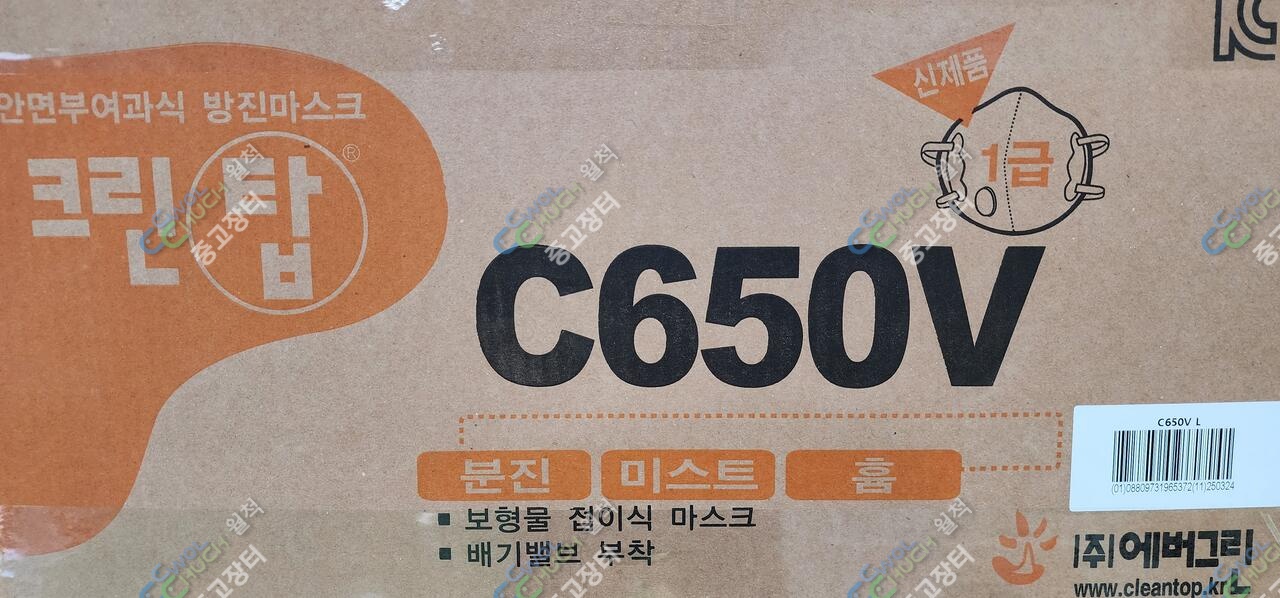 안면부여과식 방진마스크
크린탑®
신제품
1급
C650V
분진 미스트 흄
▪ 보형물 접이식 마스크
▪ 배기밸브 부착
C650V L
(01)08809731965372(11)250324
(주)에버그린
www.cleantop.kr
WOL CHUCK 월척
중고장터